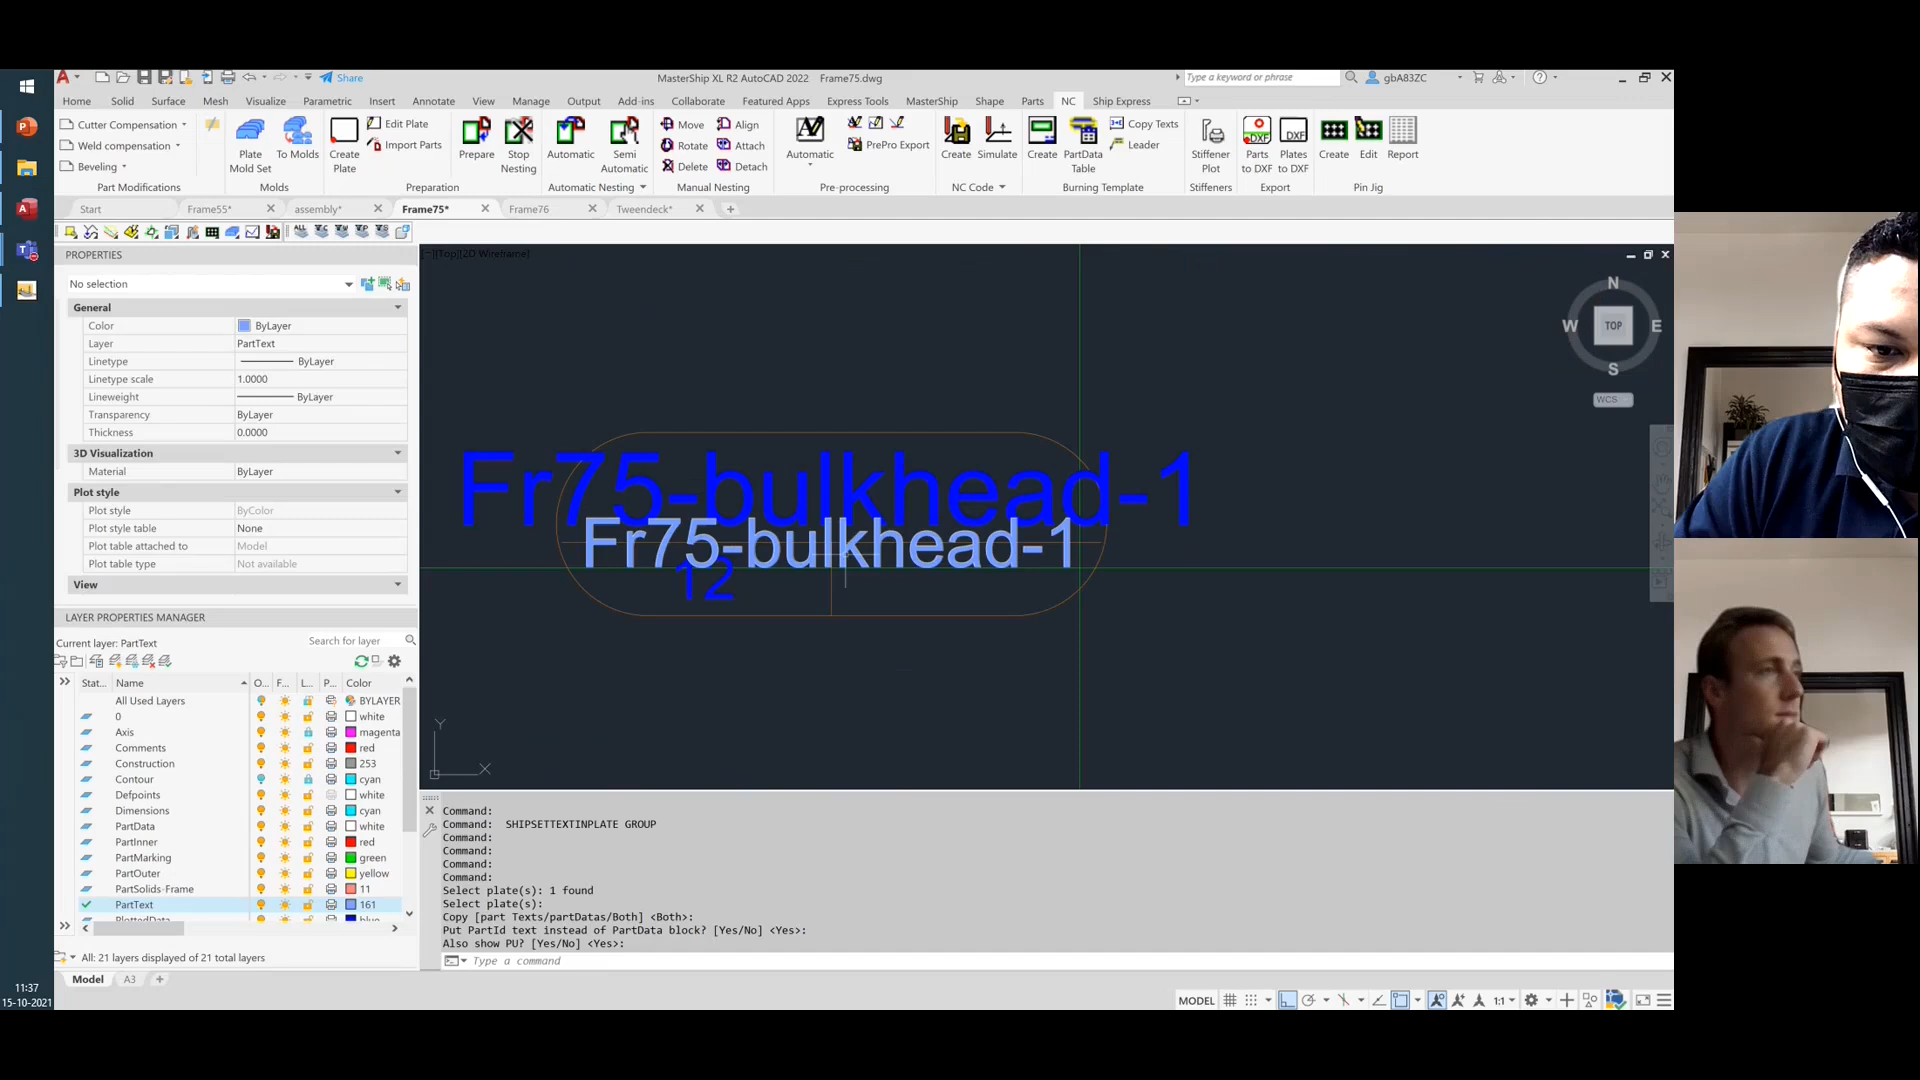 Share
MasterShip XL R2 AutoCAD 2022 Frame75.dwg
Type a keyword or phrase
gbA83ZC
Home Solid Surface Mesh Visualize Parametric Insert Annotate View Manage Output Add-ins Collaborate Featured Apps Express Tools MasterShip Shape Parts NC Ship Express
Cutter Compensation
Weld compensation
Beveling
Part Modifications
Plate Mold Set
To Molds
Molds
Create Plate
Edit Plate
Import Parts
Preparation
Prepare
Stop Nesting
Automatic
Semi Automatic
Automatic Nesting
Move Align
Rotate Attach
Delete Detach
Manual Nesting
Automatic
PrePro Export
Pre-processing
Create Simulate
NC Code
Create
PartData Table
Copy Texts
Leader
Burning Template
Stiffener Plot
Stiffeners
Parts to DXF
Plates to DXF
Export
Create Edit Report
Pin Jig
Start Frame55* assembly* Frame75* Frame76 Tweendeck*
PROPERTIES
No selection
General
Color ByLayer
Layer PartText
Linetype ByLayer
Linetype scale 1.0000
Lineweight ByLayer
Transparency ByLayer
Thickness 0.0000
3D Visualization
Material ByLayer
Plot style
Plot style ByColor
Plot style table None
Plot table attached to Model
Plot table type Not available
View
LAYER PROPERTIES MANAGER
Current layer: PartText
Search for layer
Stat... Name O... F... L... P... Color
All Used Layers BYLAYER
0 white
Axis magenta
Comments red
Construction 253
Contour cyan
Defpoints white
Dimensions cyan
PartData white
PartInner red
PartMarking green
PartOuter yellow
PartSolids-Frame 11
PartText 161
PlottedData blue
All: 21 layers displayed of 21 total layers
Model A3
[-][Top][2D Wireframe]
N
W TOP E
S
WCS
Fr75-bulkhead-1
Fr75-bulkhead-1
12
Y
X
Command:
Command: SHIPSETTEXTINPLATE GROUP
Command:
Command:
Command:
Command:
Select plate(s): 1 found
Select plate(s):
Copy [part Texts/partDatas/Both] <Both>:
Put PartId text instead of PartData block? [Yes/No] <Yes>:
Also show PU? [Yes/No] <Yes>:
Type a command
MODEL 1:1
11:37
15-10-2021